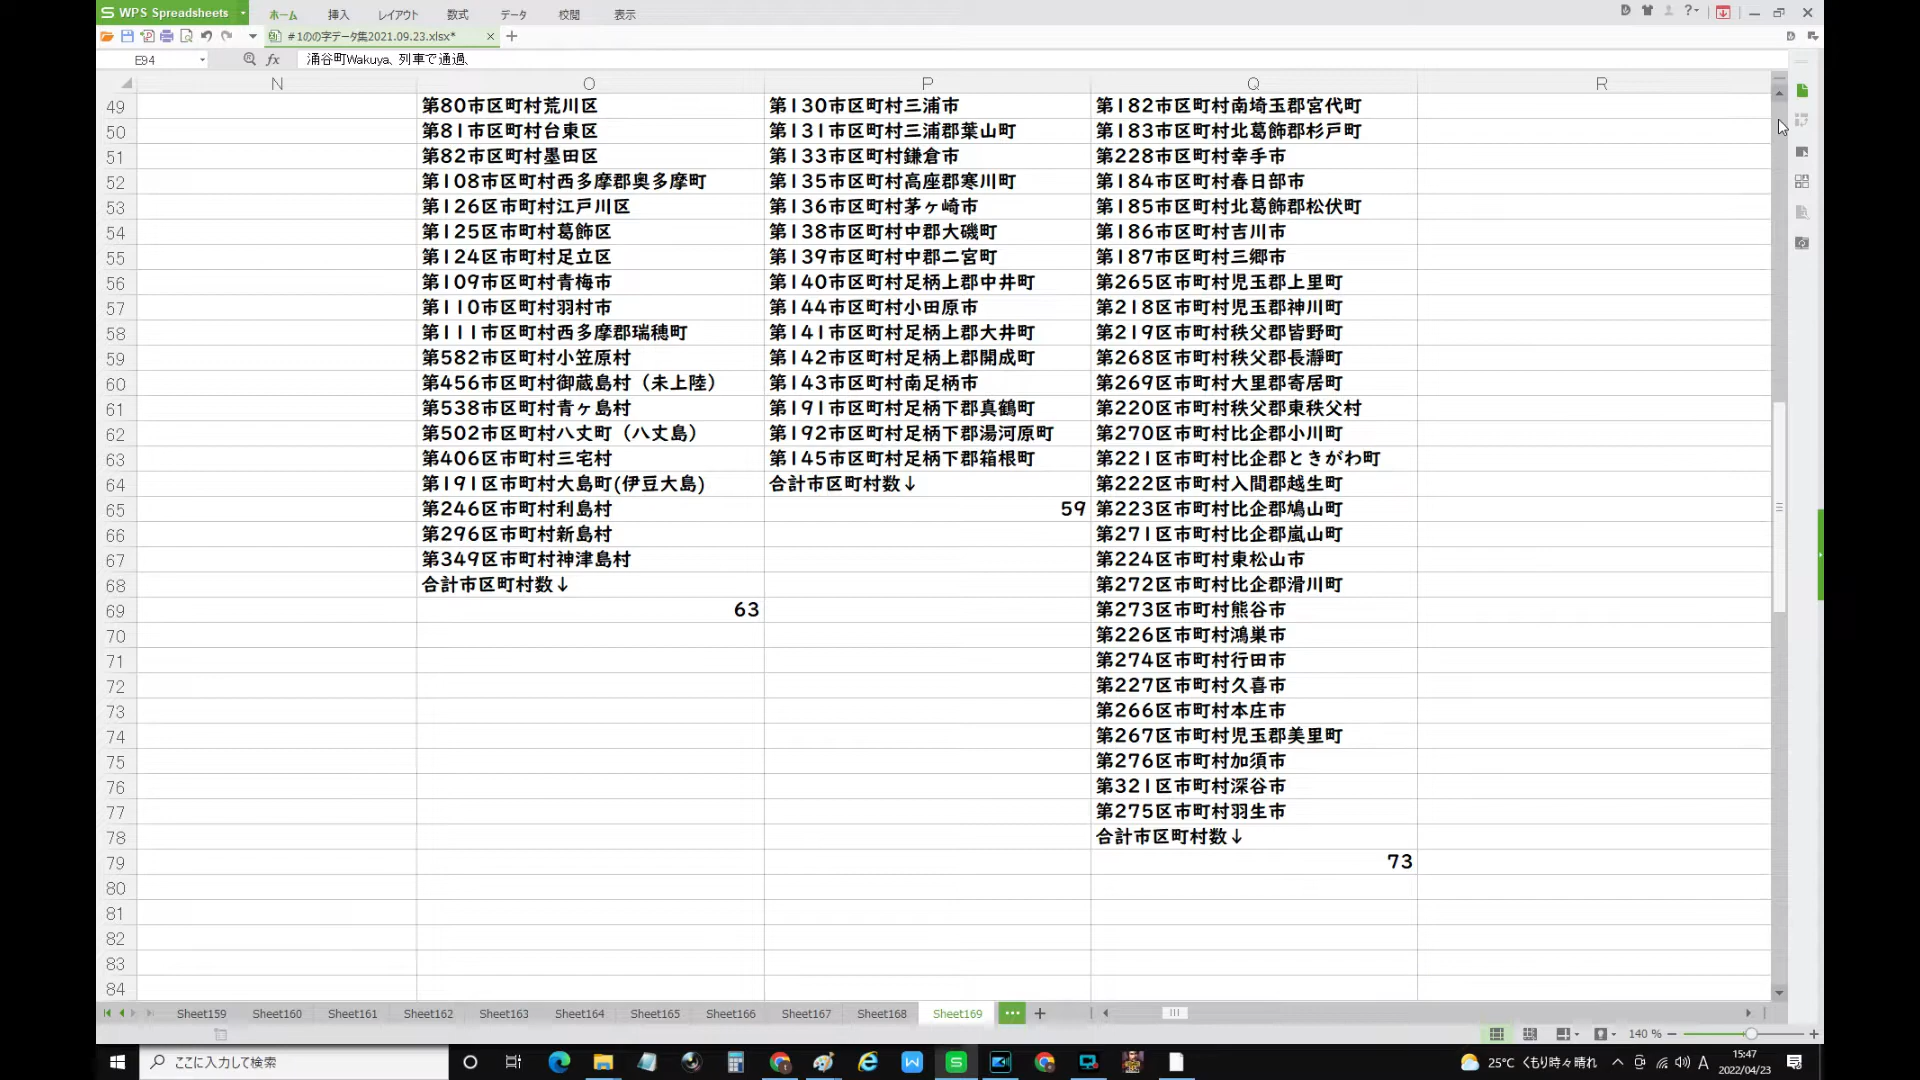 WPS Spreadsheets
ホーム 挿入 レイアウト 数式 データ 校閲 表示
#1のの字データ集2021.09.23.xlsx*
E94 fx 涌谷町Wakuya、列車で通過、
N O P Q R
49 第80市区町村荒川区 第130市区町村三浦市 第182市区町村南埼玉郡宮代町
50 第81市区町村台東区 第131市区町村三浦郡葉山町 第183市区町村北葛飾郡杉戸町
51 第82市区町村墨田区 第133市区町村鎌倉市 第228市区町村幸手市
52 第108市区町村西多摩郡奥多摩町 第135市区町村高座郡寒川町 第184市区町村春日部市
53 第126区市町村江戸川区 第136市区町村茅ヶ崎市 第185市区町村北葛飾郡松伏町
54 第125区市町村葛飾区 第138市区町村中郡大磯町 第186市区町村吉川市
55 第124区市町村足立区 第139市区町村中郡二宮町 第187市区町村三郷市
56 第109市区町村青梅市 第140市区町村足柄上郡中井町 第265区市町村児玉郡上里町
57 第110市区町村羽村市 第144市区町村小田原市 第218区市町村児玉郡神川町
58 第111市区町村西多摩郡瑞穂町 第141市区町村足柄上郡大井町 第219区市町村秩父郡皆野町
59 第582市区町村小笠原村 第142市区町村足柄上郡開成町 第268区市町村秩父郡長瀞町
60 第456市区町村御蔵島村（未上陸） 第143市区町村南足柄市 第269区市町村大里郡寄居町
61 第538市区町村青ヶ島村 第191市区町村足柄下郡真鶴町 第220区市町村秩父郡東秩父村
62 第502市区町村八丈町（八丈島） 第192市区町村足柄下郡湯河原町 第270区市町村比企郡小川町
63 第406区市町村三宅村 第145市区町村足柄下郡箱根町 第221区市町村比企郡ときがわ町
64 第191区市町村大島町(伊豆大島) 合計市区町村数↓ 第222区市町村入間郡越生町
65 第246区市町村利島村 59 第223区市町村比企郡鳩山町
66 第296区市町村新島村 第271区市町村比企郡嵐山町
67 第349区市町村神津島村 第224区市町村東松山市
68 合計市区町村数↓ 第272区市町村比企郡滑川町
69 63 第273区市町村熊谷市
70 第226区市町村鴻巣市
71 第274区市町村行田市
72 第227区市町村久喜市
73 第266区市町村本庄市
74 第267区市町村児玉郡美里町
75 第276区市町村加須市
76 第321区市町村深谷市
77 第275区市町村羽生市
78 合計市区町村数↓
79 73
80
81
82
83
84
Sheet159 Sheet160 Sheet161 Sheet162 Sheet163 Sheet164 Sheet165 Sheet166 Sheet167 Sheet168 Sheet169
140 %
ここに入力して検索
25°C くもり時々晴れ A 15:47
2022/04/23